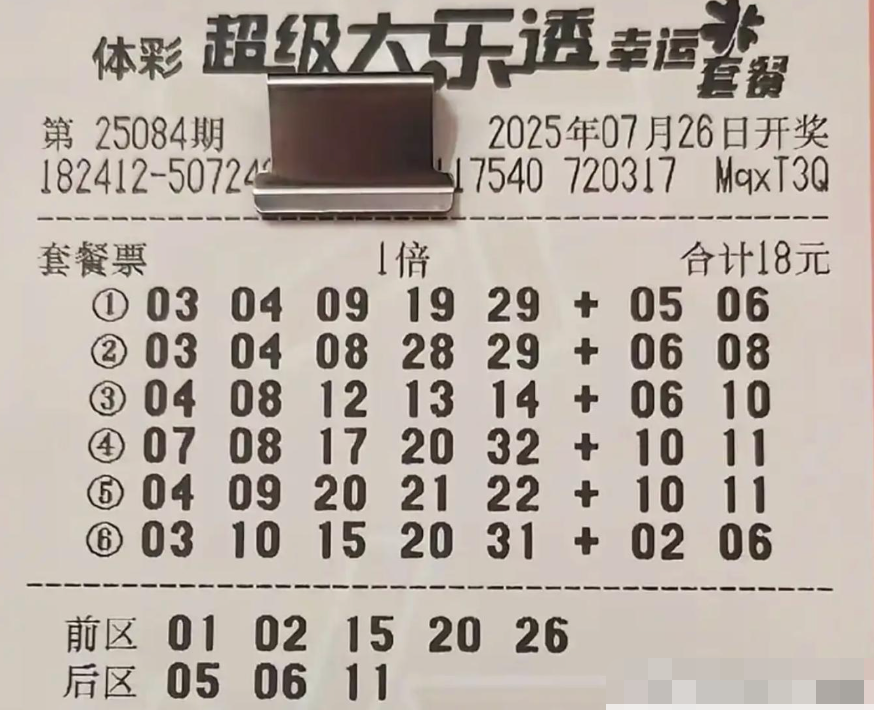 体彩 超级大乐透 幸运套餐
第 25084期 2025年07月26日开奖
182412-50724 17540 720317 MqxT3Q
套餐票 1倍 合计18元
① 03 04 09 19 29 + 05 06
② 03 04 08 28 29 + 06 08
③ 04 08 12 13 14 + 06 10
④ 07 08 17 20 32 + 10 11
⑤ 04 09 20 21 22 + 10 11
⑥ 03 10 15 20 31 + 02 06
前区 01 02 15 20 26
后区 05 06 11